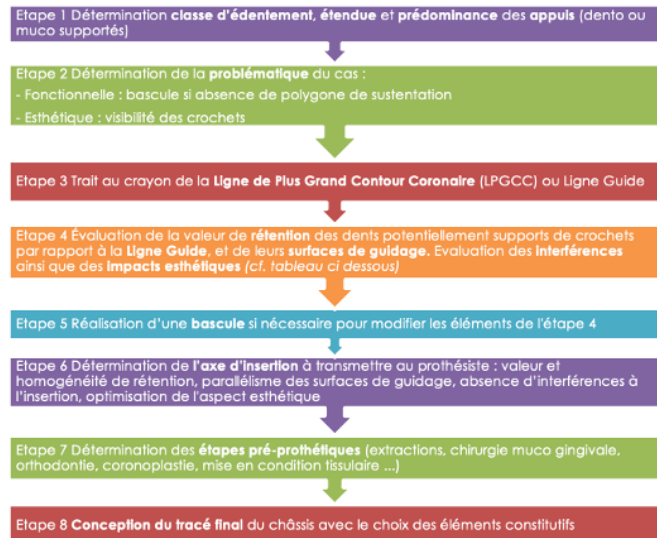 Etape 1 Détermination classe d'édentement, étendue et prédominance des appuis (dento ou
muco supportés)
Etape 2 Détermination de la problématique du cas :
- Fonctionnelle : bascule si absence de polygone de sustentation
- Esthétique : visibilité des crochets
Etape 3 Trait au crayon de la Ligne de Plus Grand Contour Coronaire (LPGCC) ou Ligne Guide
Etape 4 Évaluation de la valeur de rétention des dents potentiellement supports de crochets
par rapport à la Ligne Guide, et de leurs surfaces de guidage. Evaluation des interférences
ainsi que des impacts esthétiques (cf. tableau ci dessous)
Etape 5 Réalisation d'une bascule si nécessaire pour modifier les éléments de l'étape 4
Etape 6 Détermination de l'axe d'insertion à transmettre au prothésiste : valeur et
homogénéité de rétention, parallélisme des surfaces de guidage, absence d'interférences à
l'insertion, optimisation de l'aspect esthétique
Etape 7 Détermination des étapes pré-prothétiques (extractions, chirurgie muco gingivale,
orthodontie, coronoplastie, mise en condition tissulaire ...)
Etape 8 Conception du tracé final du châssis avec le choix des éléments constitutifs